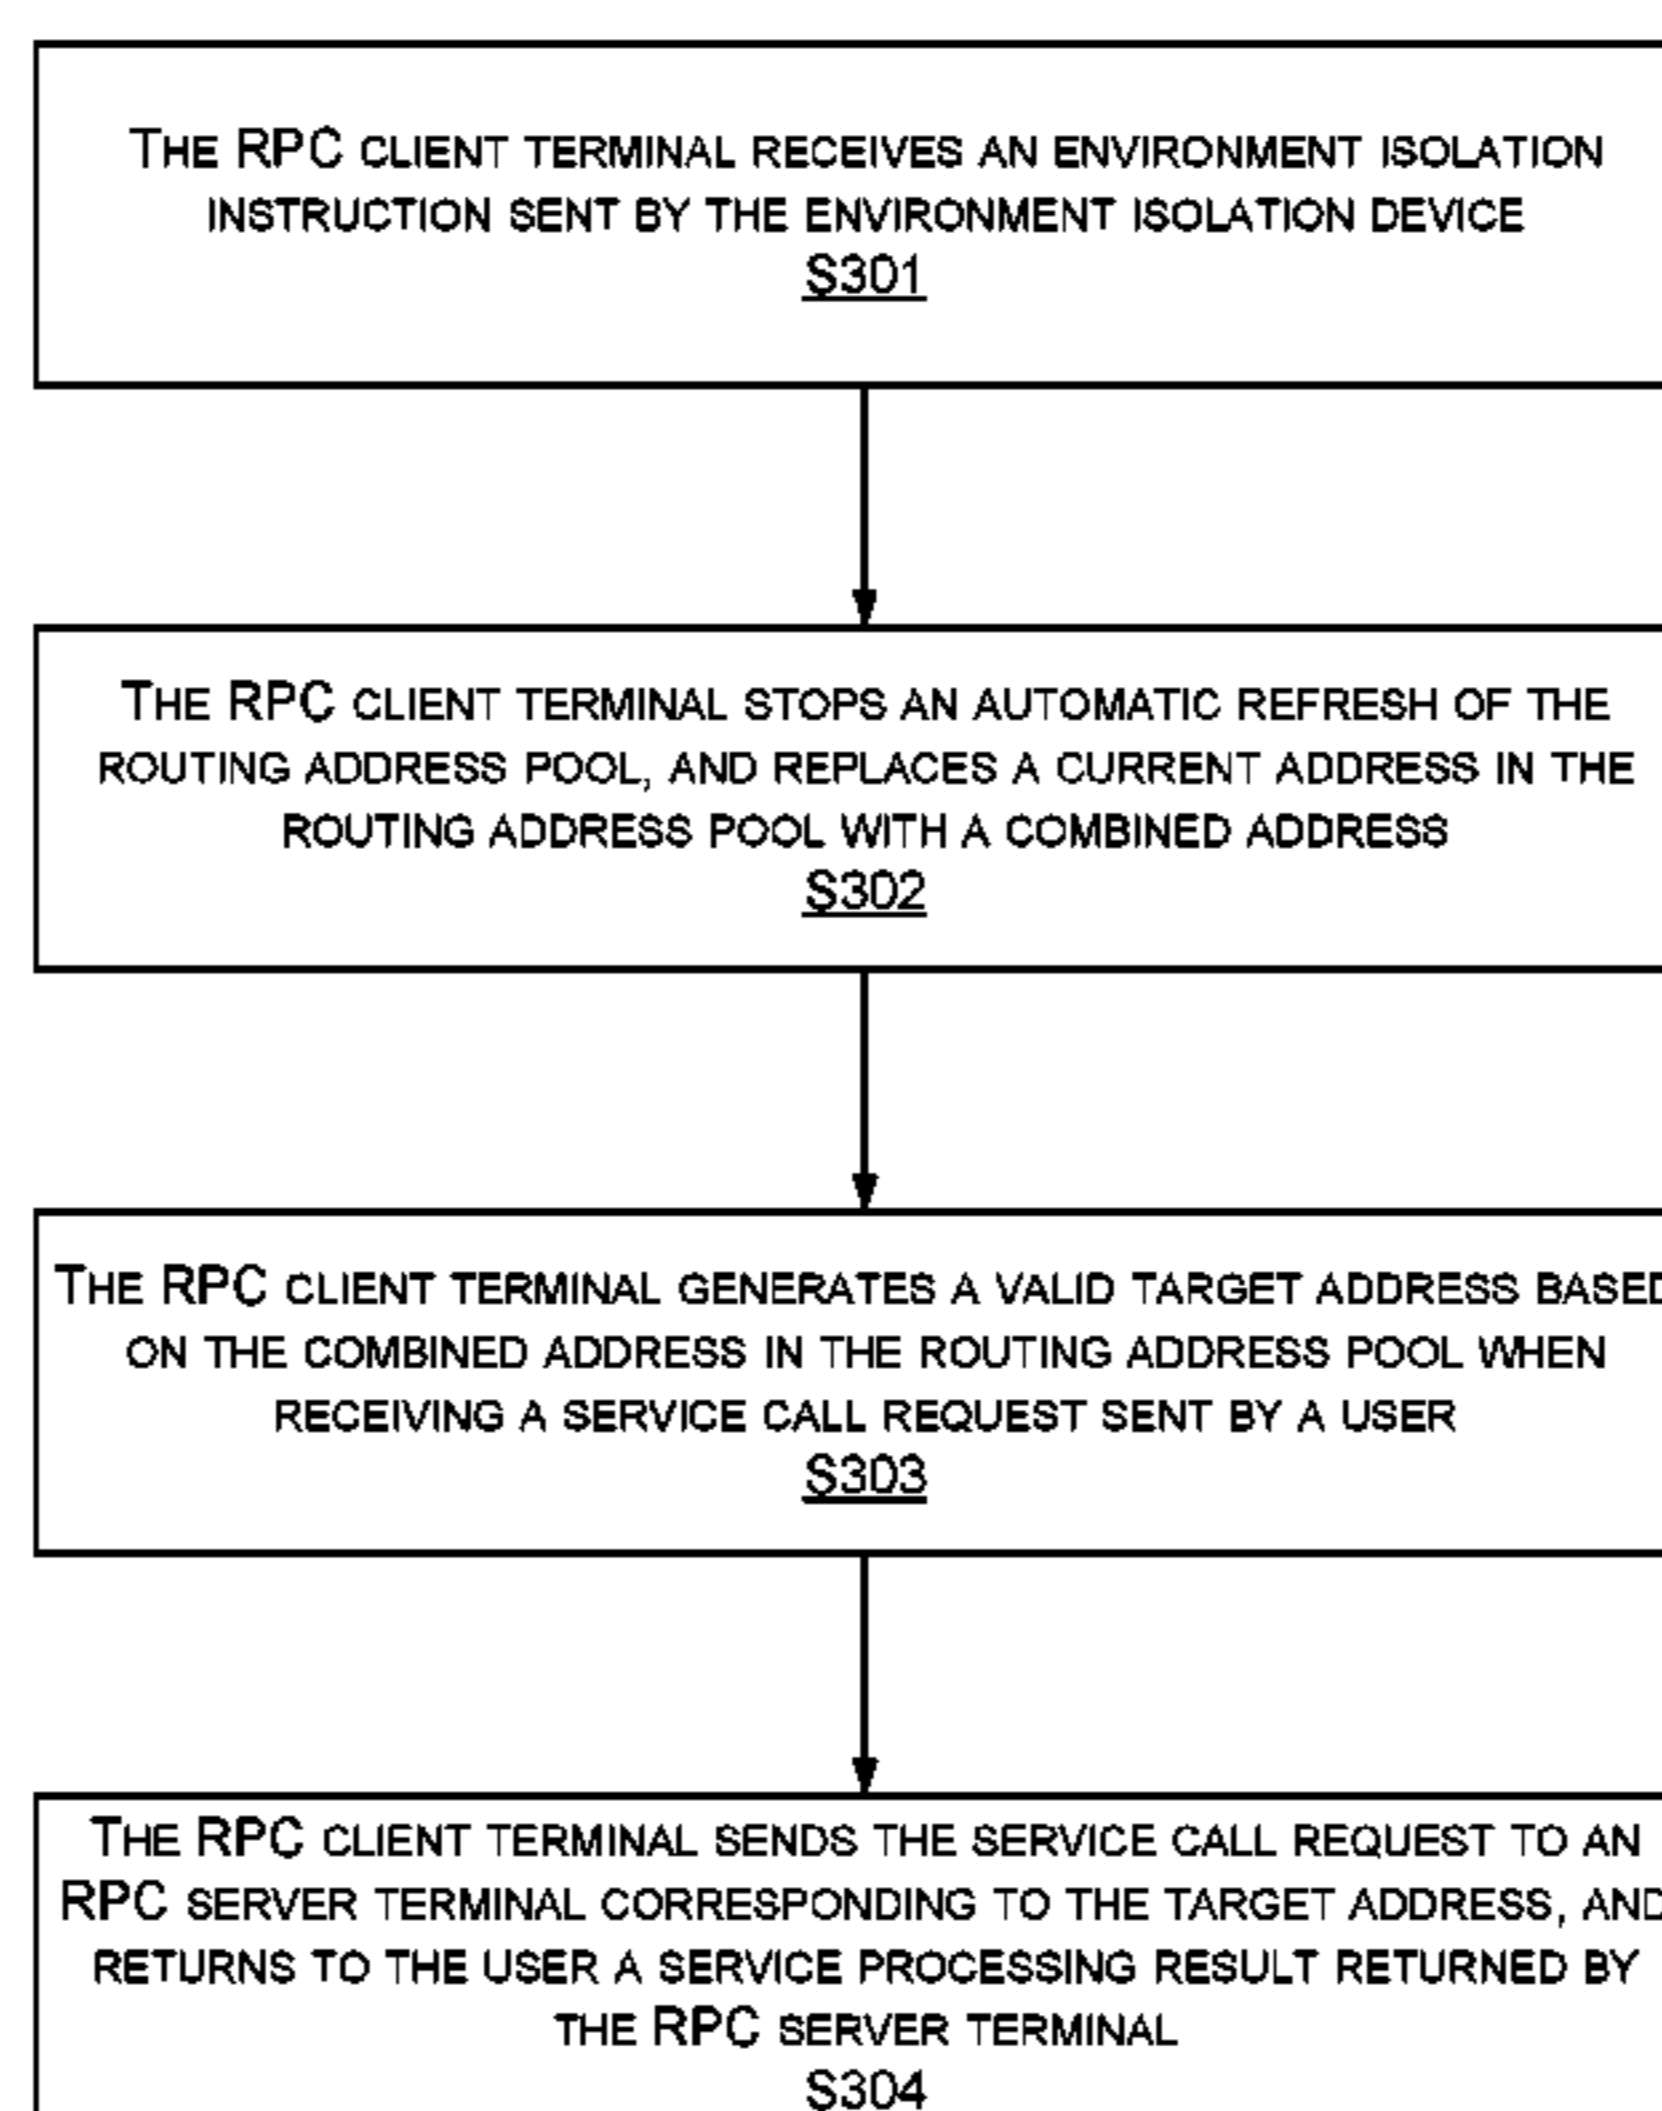 THE RPC CLIENT TERMINAL RECEIVES AN ENVIRONMENT ISOLATION
INSTRUCTION SENT BY THE ENVIRONMENT ISOLATION DEVICE
S301
THE RPC CLIENT TERMINAL STOPS AN AUTOMATIC REFRESH OF THE
ROUTING ADDRESS POOL, AND REPLACES A CURRENT ADDRESS IN THE
ROUTING ADDRESS POOL WITH A COMBINED ADDRESS
S302
THE RPC CLIENT TERMINAL GENERATES A VALID TARGET ADDRESS BASED
ON THE COMBINED ADDRESS IN THE ROUTING ADDRESS POOL WHEN
RECEIVING A SERVICE CALL REQUEST SENT BY A USER
S303
THE RPC CLIENT TERMINAL SENDS THE SERVICE CALL REQUEST TO AN
RPC SERVER TERMINAL CORRESPONDING TO THE TARGET ADDRESS, AND
RETURNS TO THE USER A SERVICE PROCESSING RESULT RETURNED BY
THE RPC SERVER TERMINAL
S304